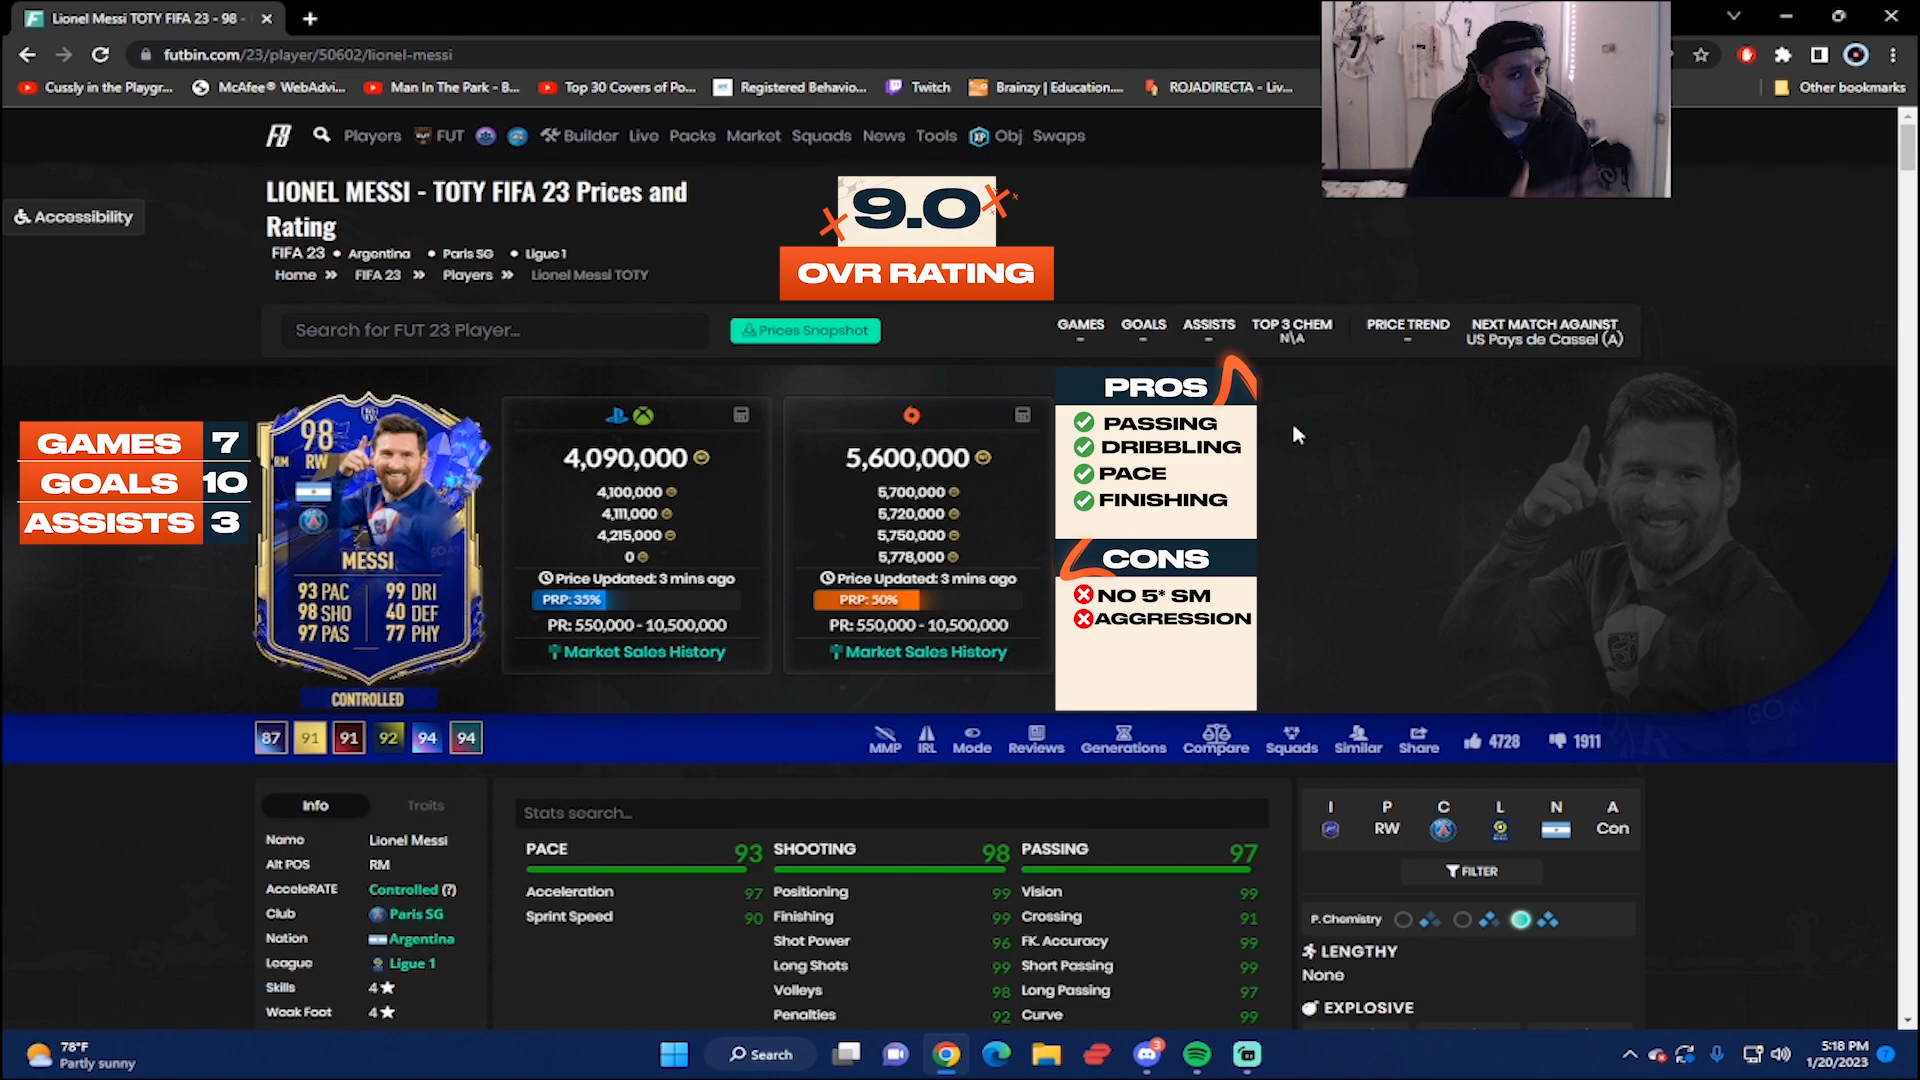 Lionel Messi TOTY FIFA 23 - 98 -
futbin.com/23/player/50602/lionel-messi
Cussly in the Playgr...
McAfee® WebAdvi...
Man In The Park - B...
Top 30 Covers of Po...
Registered Behavio...
Twitch
Brainzy | Education....
ROJADIRECTA - Liv...
Other bookmarks
Players
FUT
Builder
Live
Packs
Market
Squads
News
Tools
XP
Obj
Swaps
Accessibility
LIONEL MESSI - TOTY FIFA 23 Prices and
Rating
FIFA 23 • Argentina • Paris SG • Ligue 1
Home » FIFA 23 » Players » Lionel Messi TOTY
9.0
OVR RATING
Search for FUT 23 Player...
Prices Snapshot
GAMES
-
GOALS
-
ASSISTS
-
TOP 3 CHEM
N\A
PRICE TREND
-
NEXT MATCH AGAINST
US Pays de Cassel (A)
GAMES 7
GOALS 10
ASSISTS 3
98
RW
RM
MESSI
93 PAC 99 DRI
98 SHO 40 DEF
97 PAS 77 PHY
CONTROLLED
4,090,000
4,100,000
4,111,000
4,215,000
0
Price Updated: 3 mins ago
PRP: 35%
PR: 550,000 - 10,500,000
Market Sales History
5,600,000
5,700,000
5,720,000
5,750,000
5,778,000
Price Updated: 3 mins ago
PRP: 50%
PR: 550,000 - 10,500,000
Market Sales History
PROS
PASSING
DRIBBLING
PACE
FINISHING
CONS
NO 5* SM
AGGRESSION
87
91
91
92
94
94
MMP
IRL
Mode
Reviews
Generations
Compare
Squads
Similar
Share
4728
1911
Info
Traits
Name Lionel Messi
Alt POS RM
AcceleRATE Controlled (?)
Club Paris SG
Nation Argentina
League Ligue 1
Skills 4
Weak Foot 4
Stats search...
PACE 93
Acceleration 97
Sprint Speed 90
SHOOTING 98
Positioning 99
Finishing 99
Shot Power 96
Long Shots 99
Volleys 98
Penalties 92
PASSING 97
Vision 99
Crossing 91
FK. Accuracy 99
Short Passing 99
Long Passing 97
Curve 99
I P C L N A
RW
Con
FILTER
P. Chemistry
LENGTHY
None
EXPLOSIVE
78°F
Partly sunny
Search
3
5:18 PM
1/20/2023
7